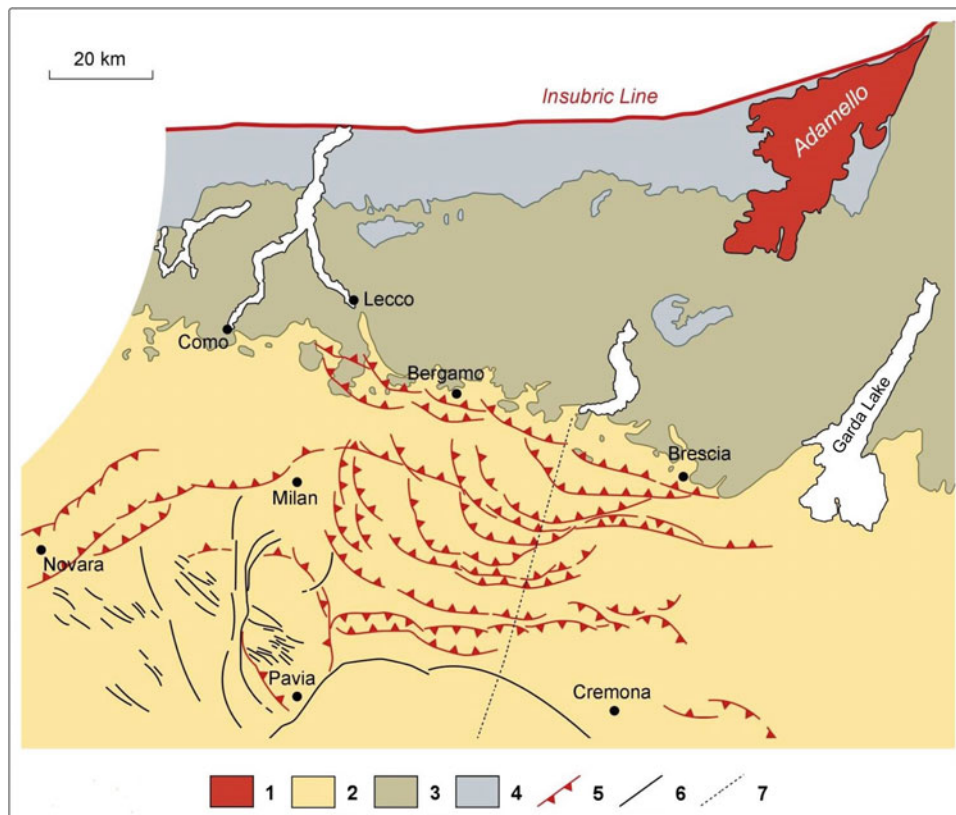 20 km
Insubric Line
Adamello
Lecco
Como
Bergamo
Garda Lake
Brescia
Milan
Novara
Pavia
Cremona
1 2 3 4 5 6 7